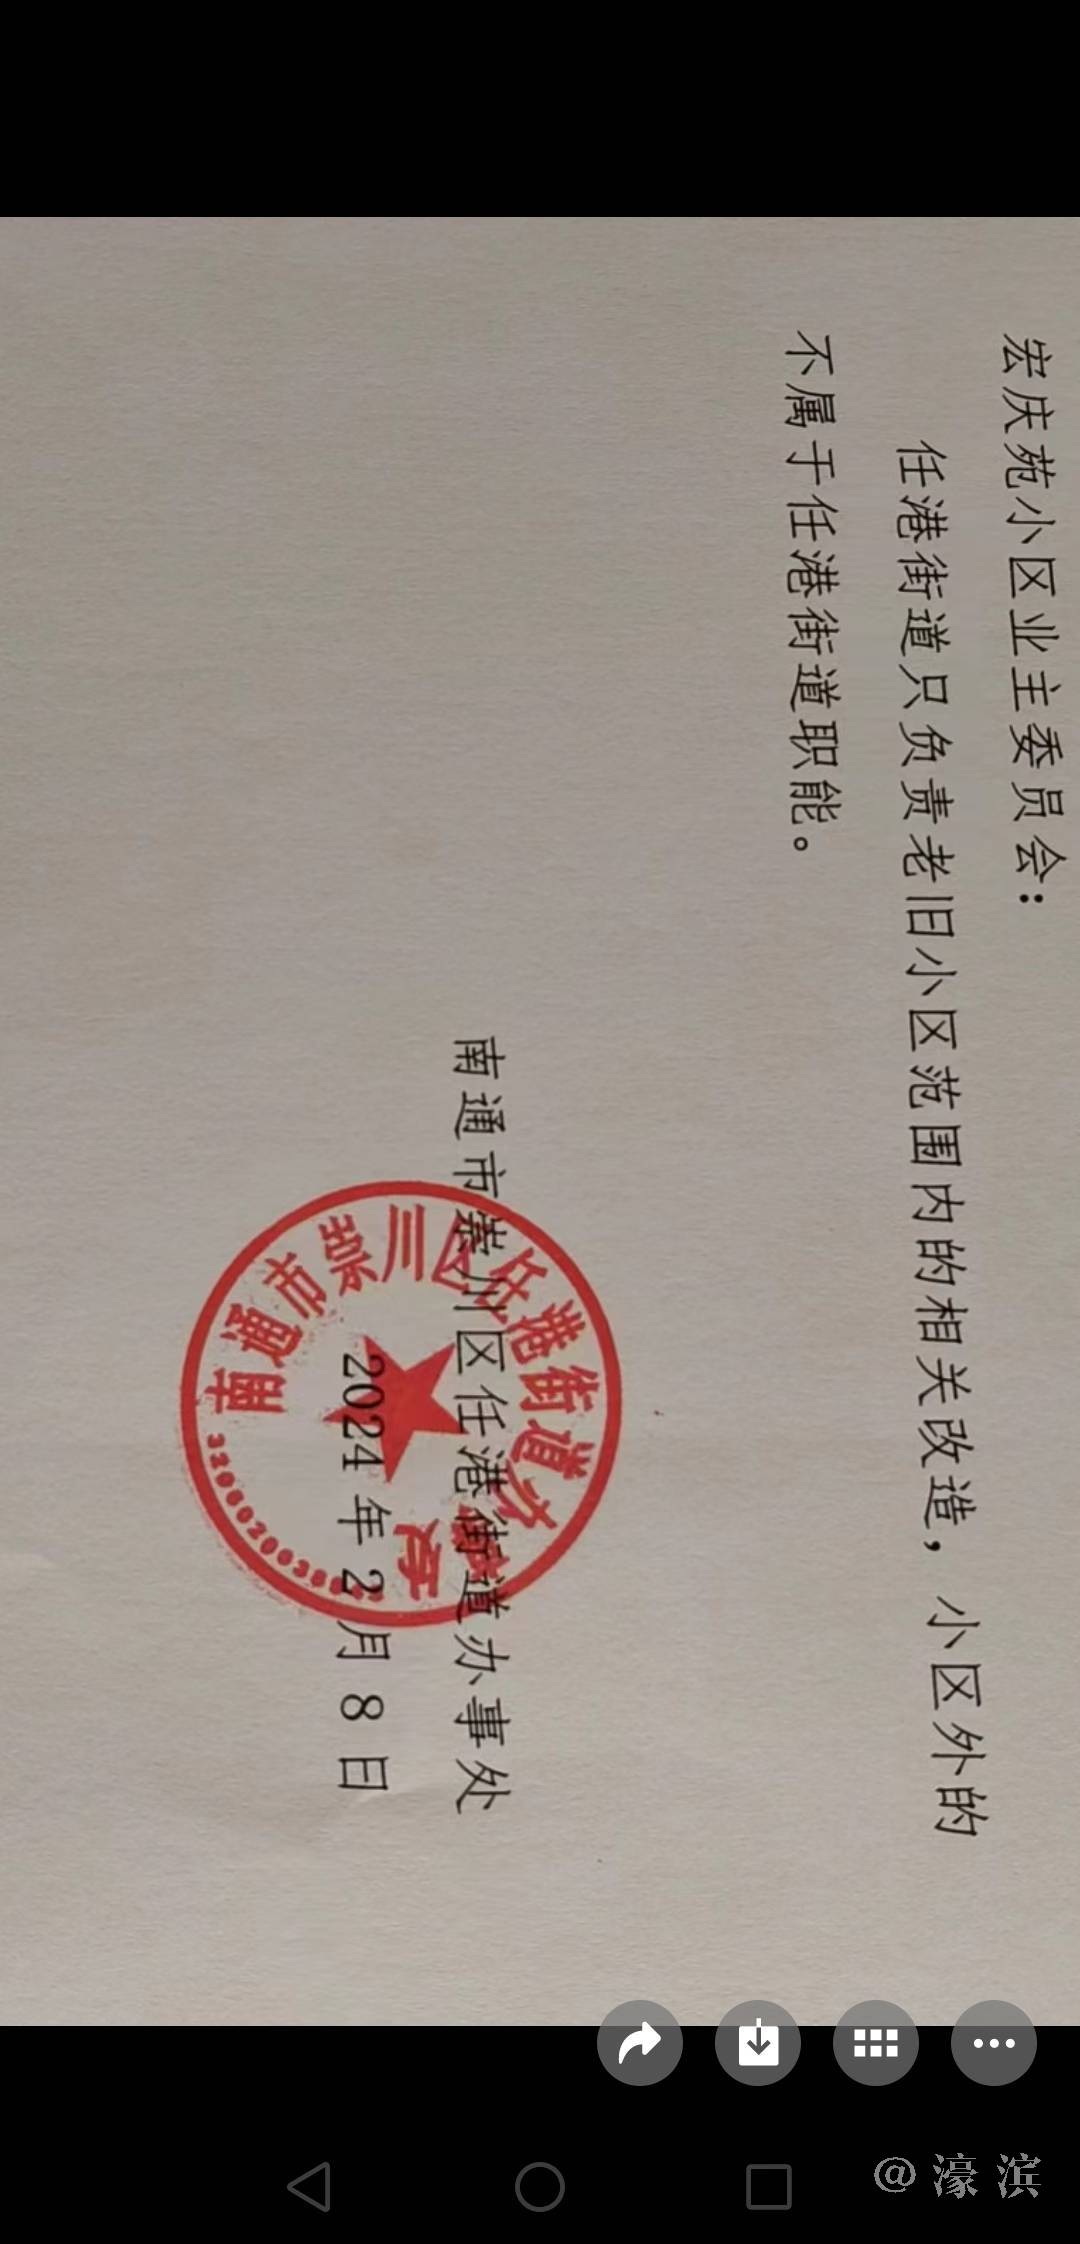 宏庆苑小区业主委员会：
任港街道只负责老旧小区范围内的相关改造，小区外的
不属于任港街道职能。
南通市崇川区任港街道办事处
2024年2月8日
南通市崇川区任港街道办事处
@濠滨